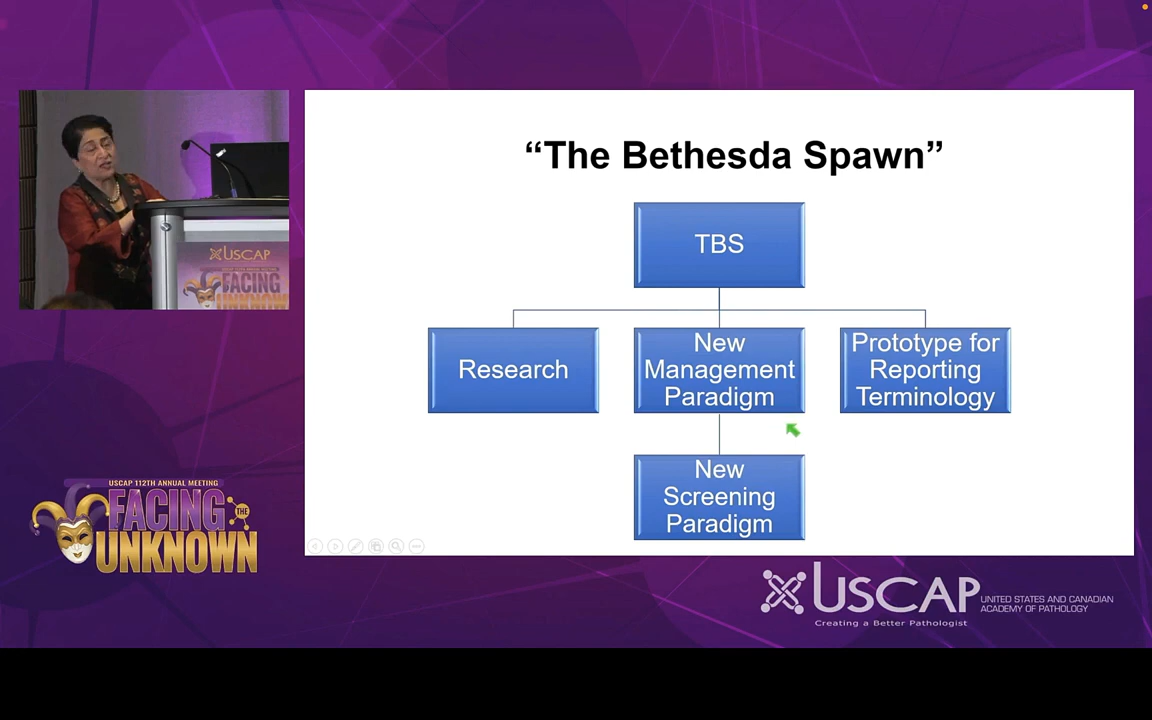 “The Bethesda Spawn”
TBS
Research
New
Management
Paradigm
Prototype for
Reporting
Terminology
New
Screening
Paradigm
USCAP
FACING
UNKNOWN
USCAP 112TH ANNUAL MEETING
FACING
THE
UNKNOWN
USCAP
UNITED STATES AND CANADIAN
ACADEMY OF PATHOLOGY
Creating a Better Pathologist